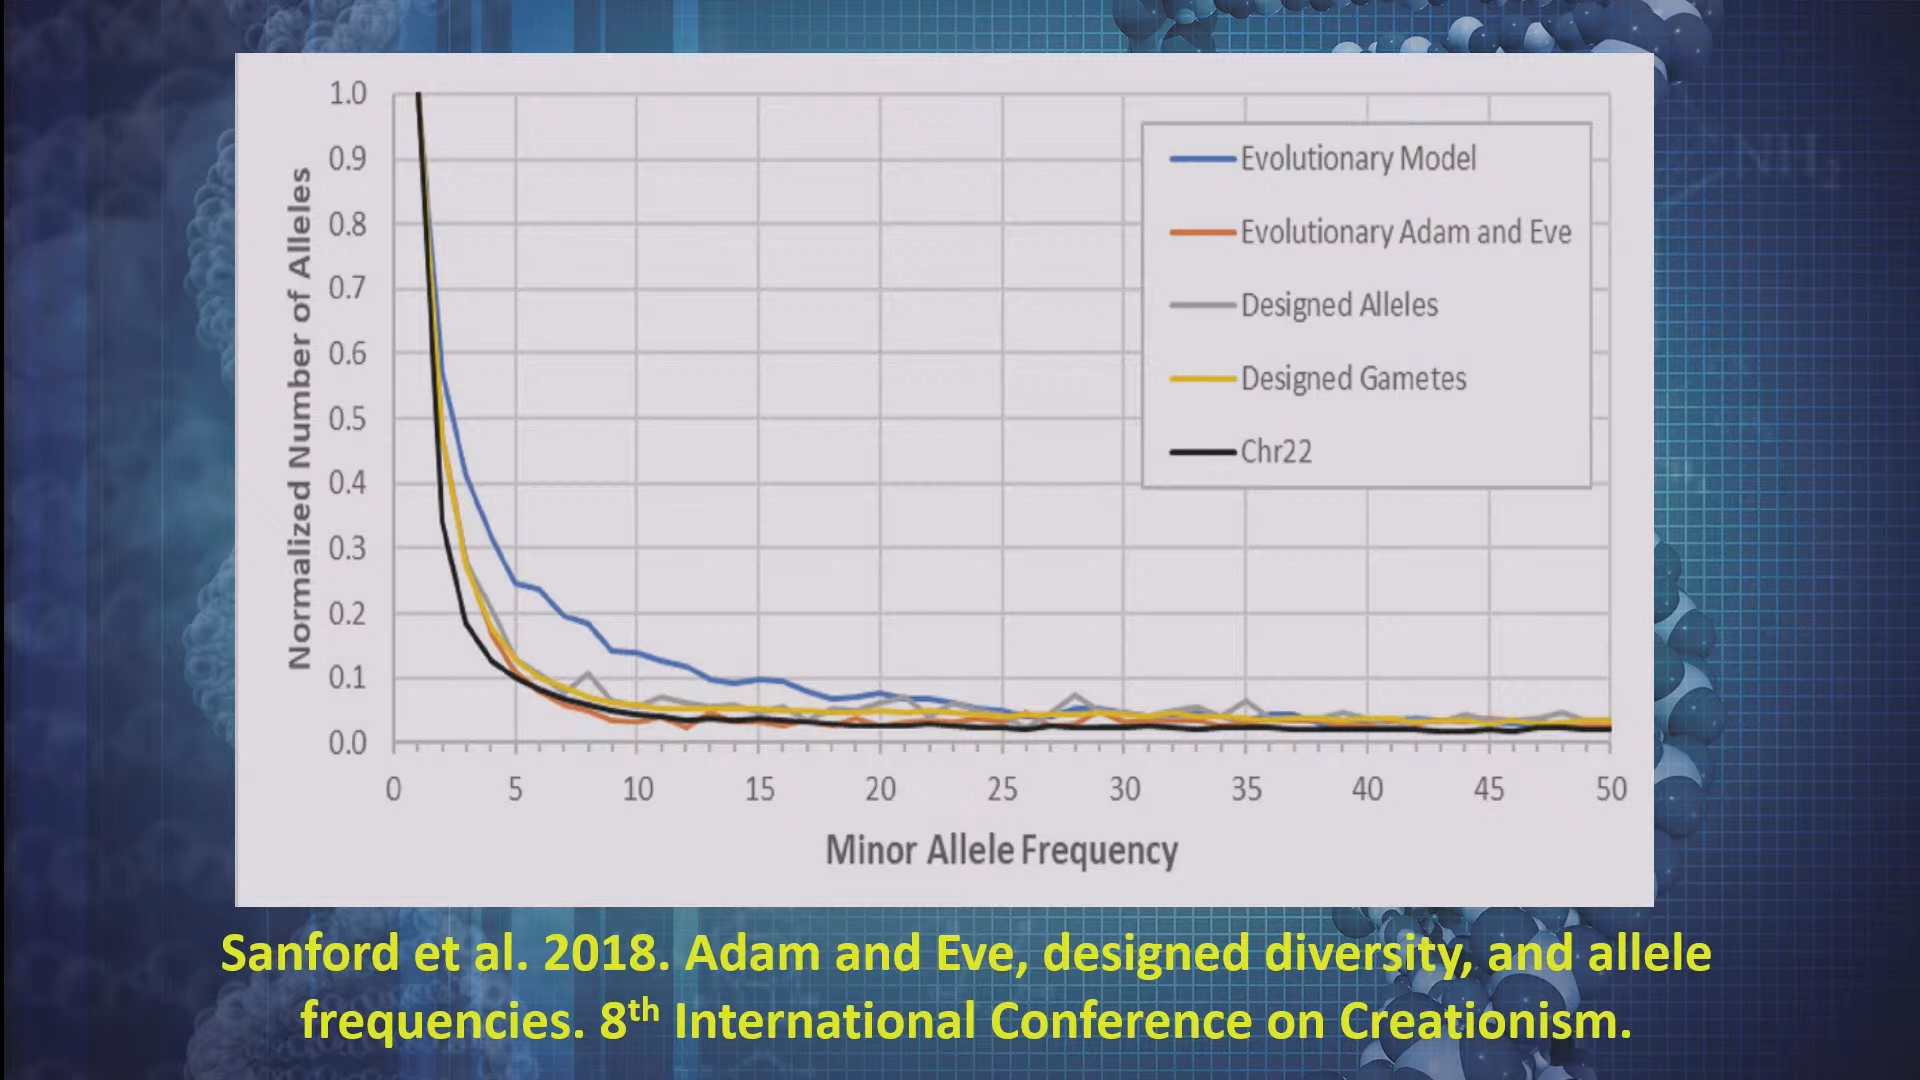 1.0
0.9
0.8
0.7
0.6
0.5
0.4
0.3
0.2
0.1
0.0
Normalized Number of Alleles
Evolutionary Model
Evolutionary Adam and Eve
Designed Alleles
Designed Gametes
Chr22
0 5 10 15 20 25 30 35 40 45 50
Minor Allele Frequency
NH2
Sanford et al. 2018. Adam and Eve, designed diversity, and allele
frequencies. 8th International Conference on Creationism.